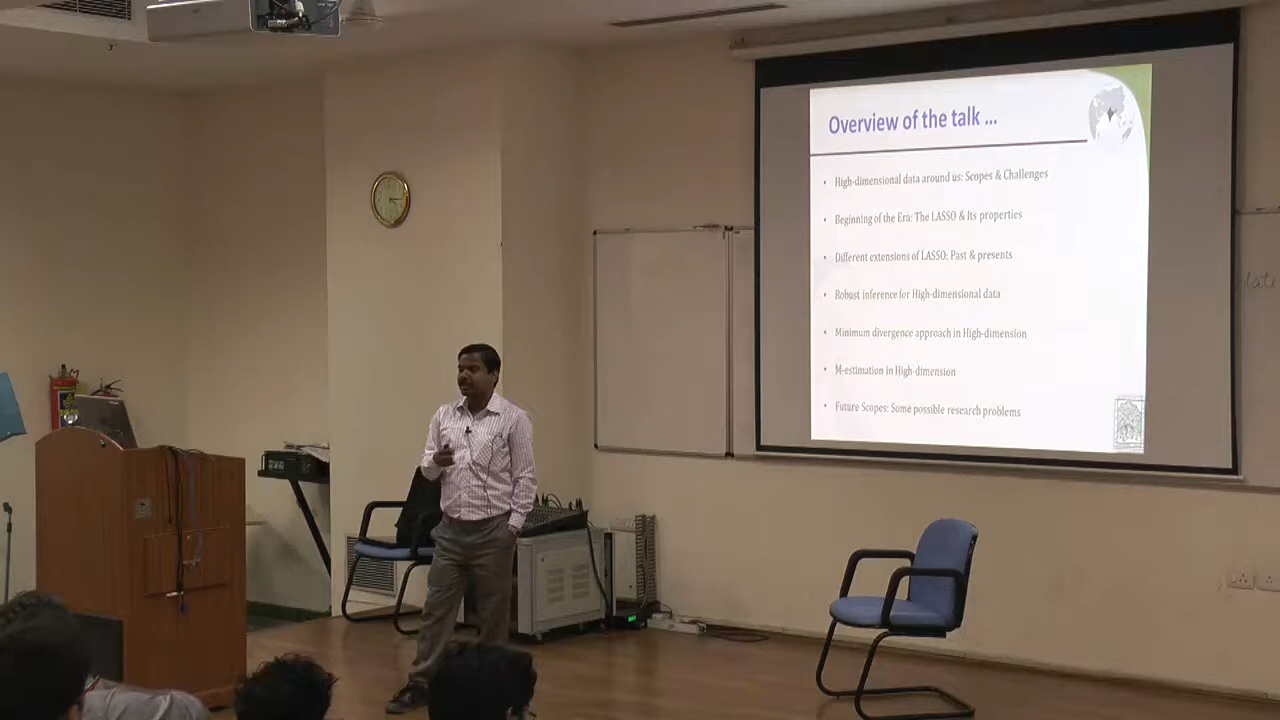 Overview of the talk ...
• High-dimensional data around us: Scopes & Challenges
• Beginning of the Era: The LASSO & Its properties
• Different extensions of LASSO: Past & presents
• Robust inference for High-dimensional data
• Minimum divergence approach in High-dimension
• M-estimation in High-dimension
• Future Scopes: Some possible research problems